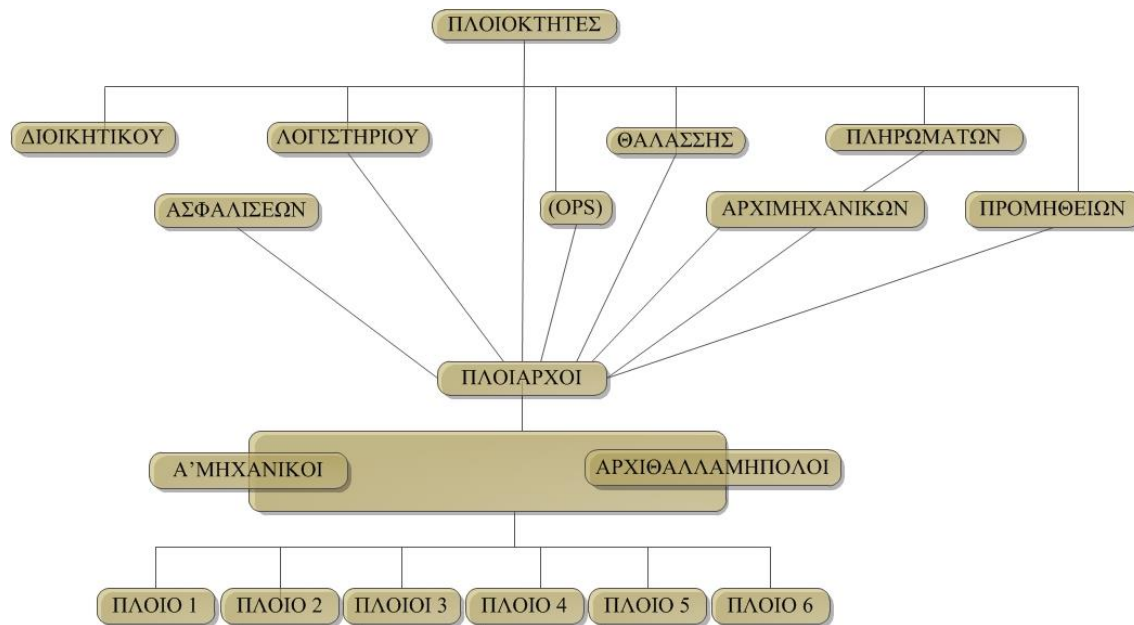 ΠΛΟΙΟΚΤΗΤΕΣ
ΔΙΟΙΚΗΤΙΚΟΥ
ΛΟΓΙΣΤΗΡΙΟΥ
ΘΑΛΑΣΣΗΣ
ΠΛΗΡΩΜΑΤΩΝ
ΑΣΦΑΛΙΣΕΩΝ
(OPS)
ΑΡΧΙΜΗΧΑΝΙΚΩΝ
ΠΡΟΜΗΘΕΙΩΝ
ΠΛΟΙΑΡΧΟΙ
Α’ΜΗΧΑΝΙΚΟΙ
ΑΡΧΙΘΑΛΛΑΜΗΠΟΛΟΙ
ΠΛΟΙΟ 1
ΠΛΟΙΟ 2
ΠΛΟΙΟΙ 3
ΠΛΟΙΟ 4
ΠΛΟΙΟ 5
ΠΛΟΙΟ 6